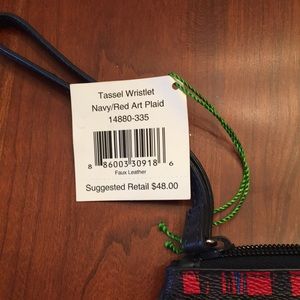 Tassel Wristlet
Navy/Red Art Plaid
14880-335
8 86003 30918 6
Faux Leather
Suggested Retail $48.00